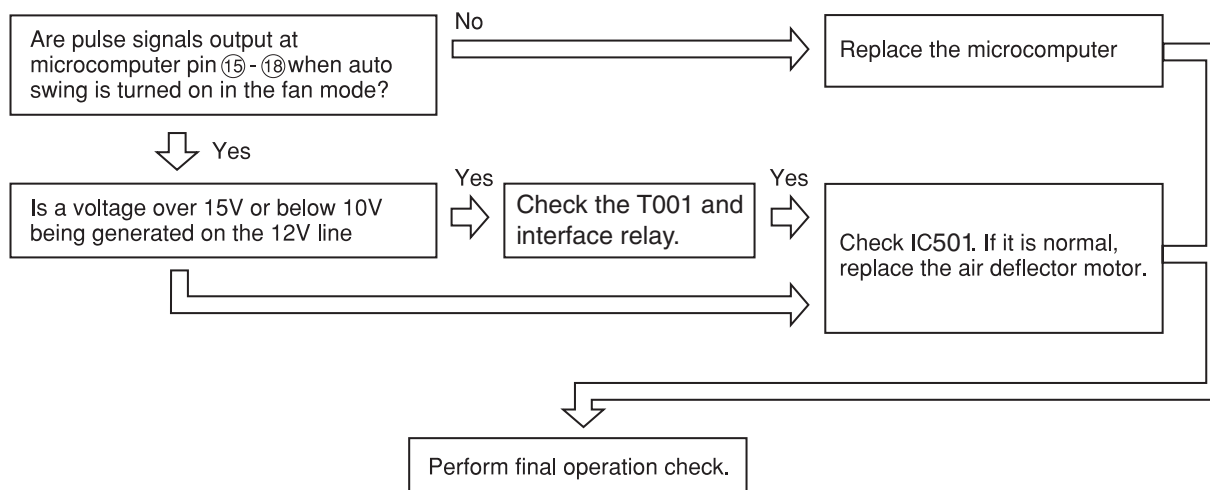 Are pulse signals output at
microcomputer pin ⑮ - ⑱ when auto
swing is turned on in the fan mode?
No
Replace the microcomputer
Yes
Is a voltage over 15V or below 10V
being generated on the 12V line
Yes
Check the T001 and
interface relay.
Yes
Check IC501. If it is normal,
replace the air deflector motor.
Perform final operation check.